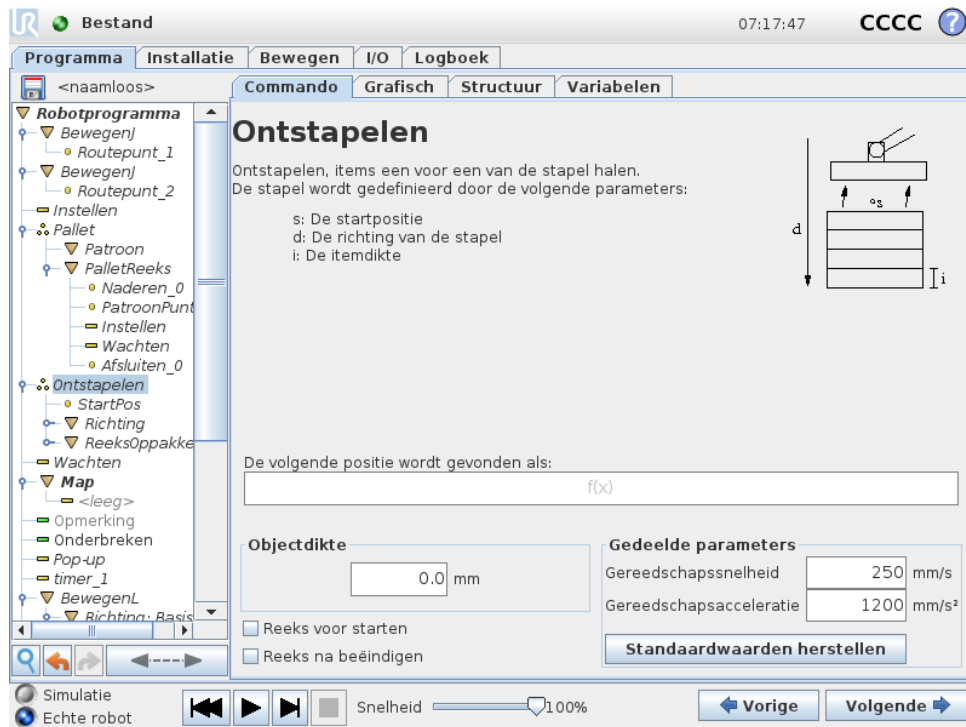 Bestand
07:17:47
CCCC
?
Programma
Installatie
Bewegen
I/O
Logboek
<naamloos>
Commando
Grafisch
Structuur
Variabelen
Robotprogramma
BewegenJ
Routepunt_1
BewegenJ
Routepunt_2
Instellen
Pallet
Patroon
PalletReeks
Naderen_0
PatroonPunt
Instellen
Wachten
Afsluiten_0
Ontstapelen
StartPos
Richting
ReeksOppakke
Wachten
Map
<leeg>
Opmerking
Onderbreken
Pop-up
timer_1
BewegenL
Richting: Basis
Ontstapelen
Ontstapelen, items een voor een van de stapel halen.
De stapel wordt gedefinieerd door de volgende parameters:
s: De startpositie
d: De richting van de stapel
i: De itemdikte
d
s
i
De volgende positie wordt gevonden als:
f(x)
Objectdikte
0.0 mm
Reeks voor starten
Reeks na beëindigen
Gedeelde parameters
Gereedschapssnelheid 250 mm/s
Gereedschapsacceleratie 1200 mm/s²
Standaardwaarden herstellen
Simulatie
Echte robot
Snelheid 100%
Vorige
Volgende